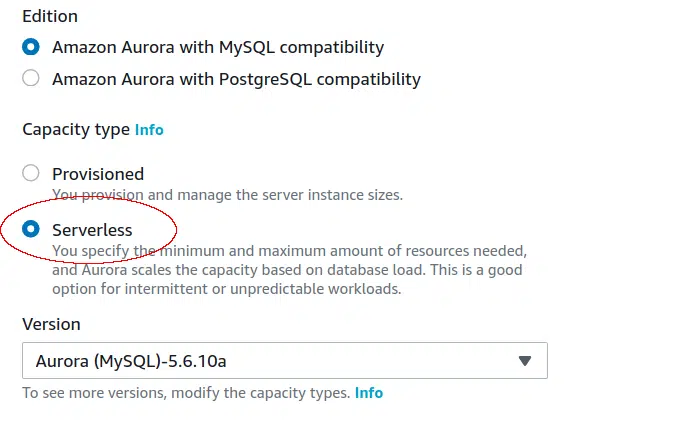 Edition
Amazon Aurora with MySQL compatibility
Amazon Aurora with PostgreSQL compatibility
Capacity type Info
Provisioned
You provision and manage the server instance sizes.
Serverless
You specify the minimum and maximum amount of resources needed,
and Aurora scales the capacity based on database load. This is a good
option for intermittent or unpredictable workloads.
Version
Aurora (MySQL)-5.6.10a
To see more versions, modify the capacity types. Info